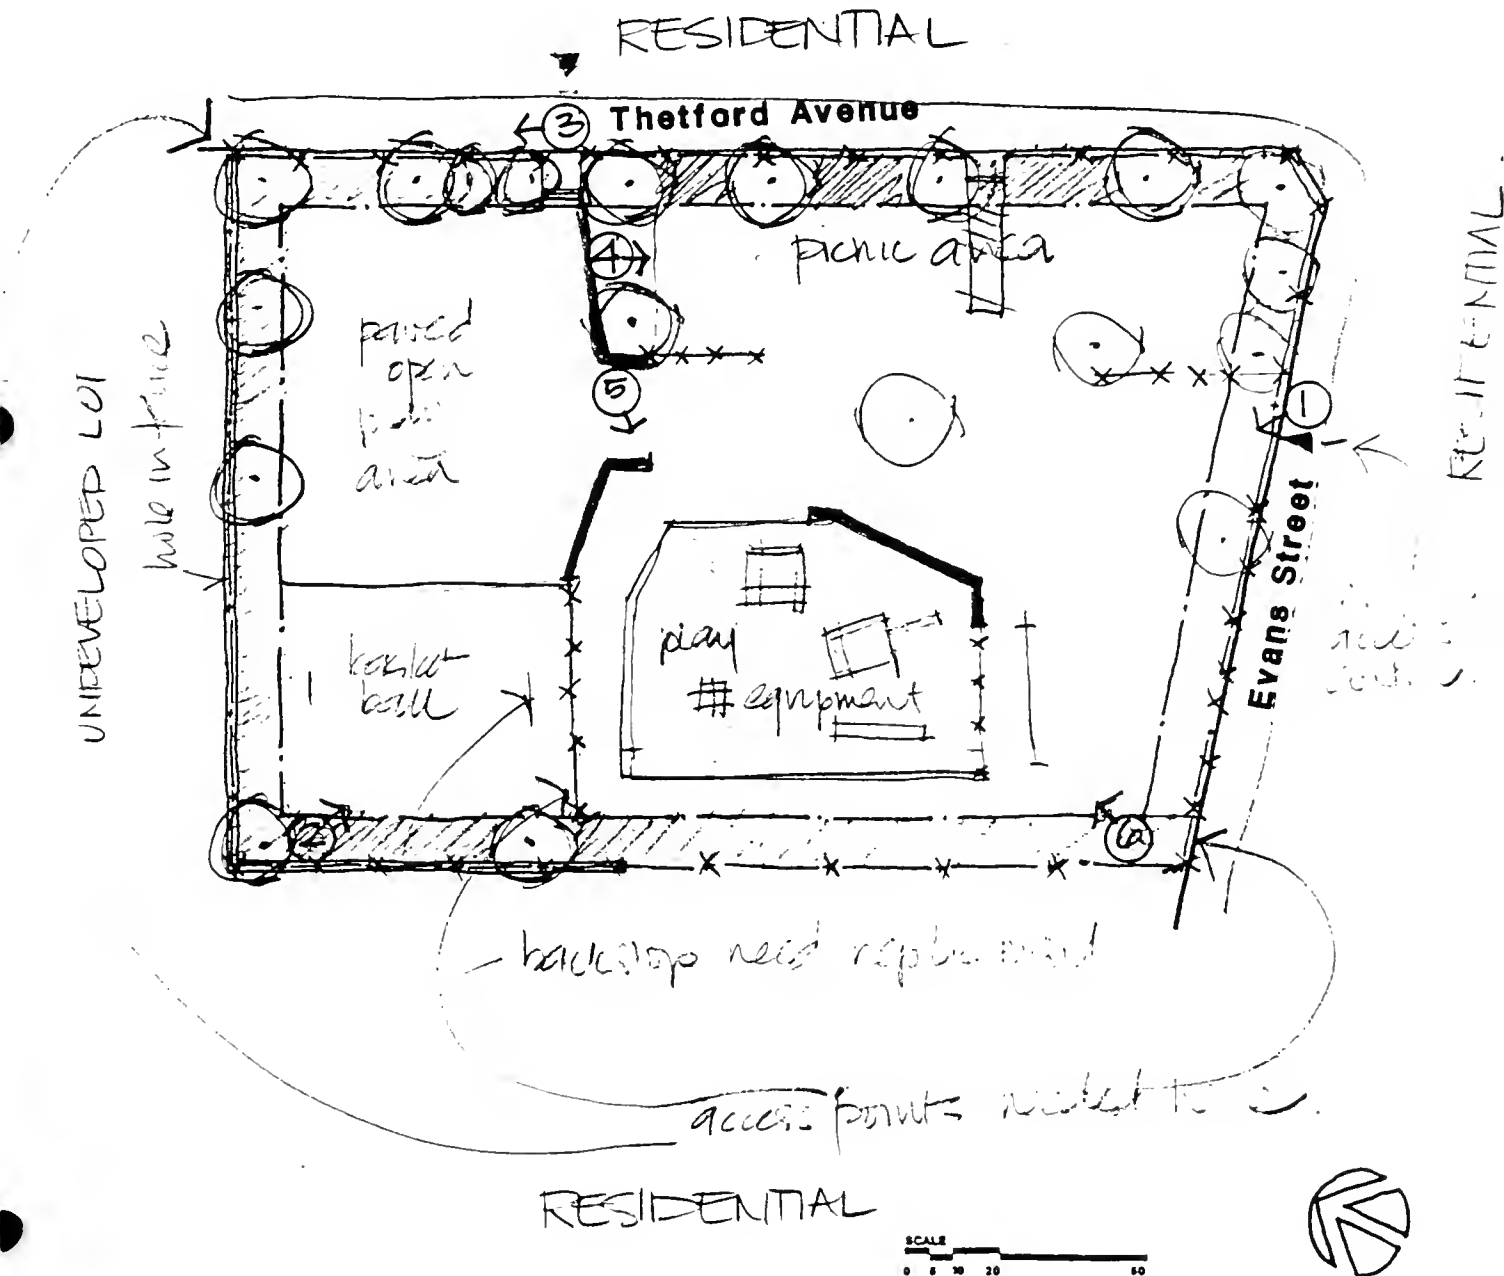 RESIDENTIAL
Thetford Avenue
3
4
picnic area
paved
open
area
5
1
RESIDENTIAL
UNDEVELOPED LOT
hole in fence
Evans Street
play
equipment
basket
ball
2
6
backstop need
access points
RESIDENTIAL
SCALE
0 5 10 20 50